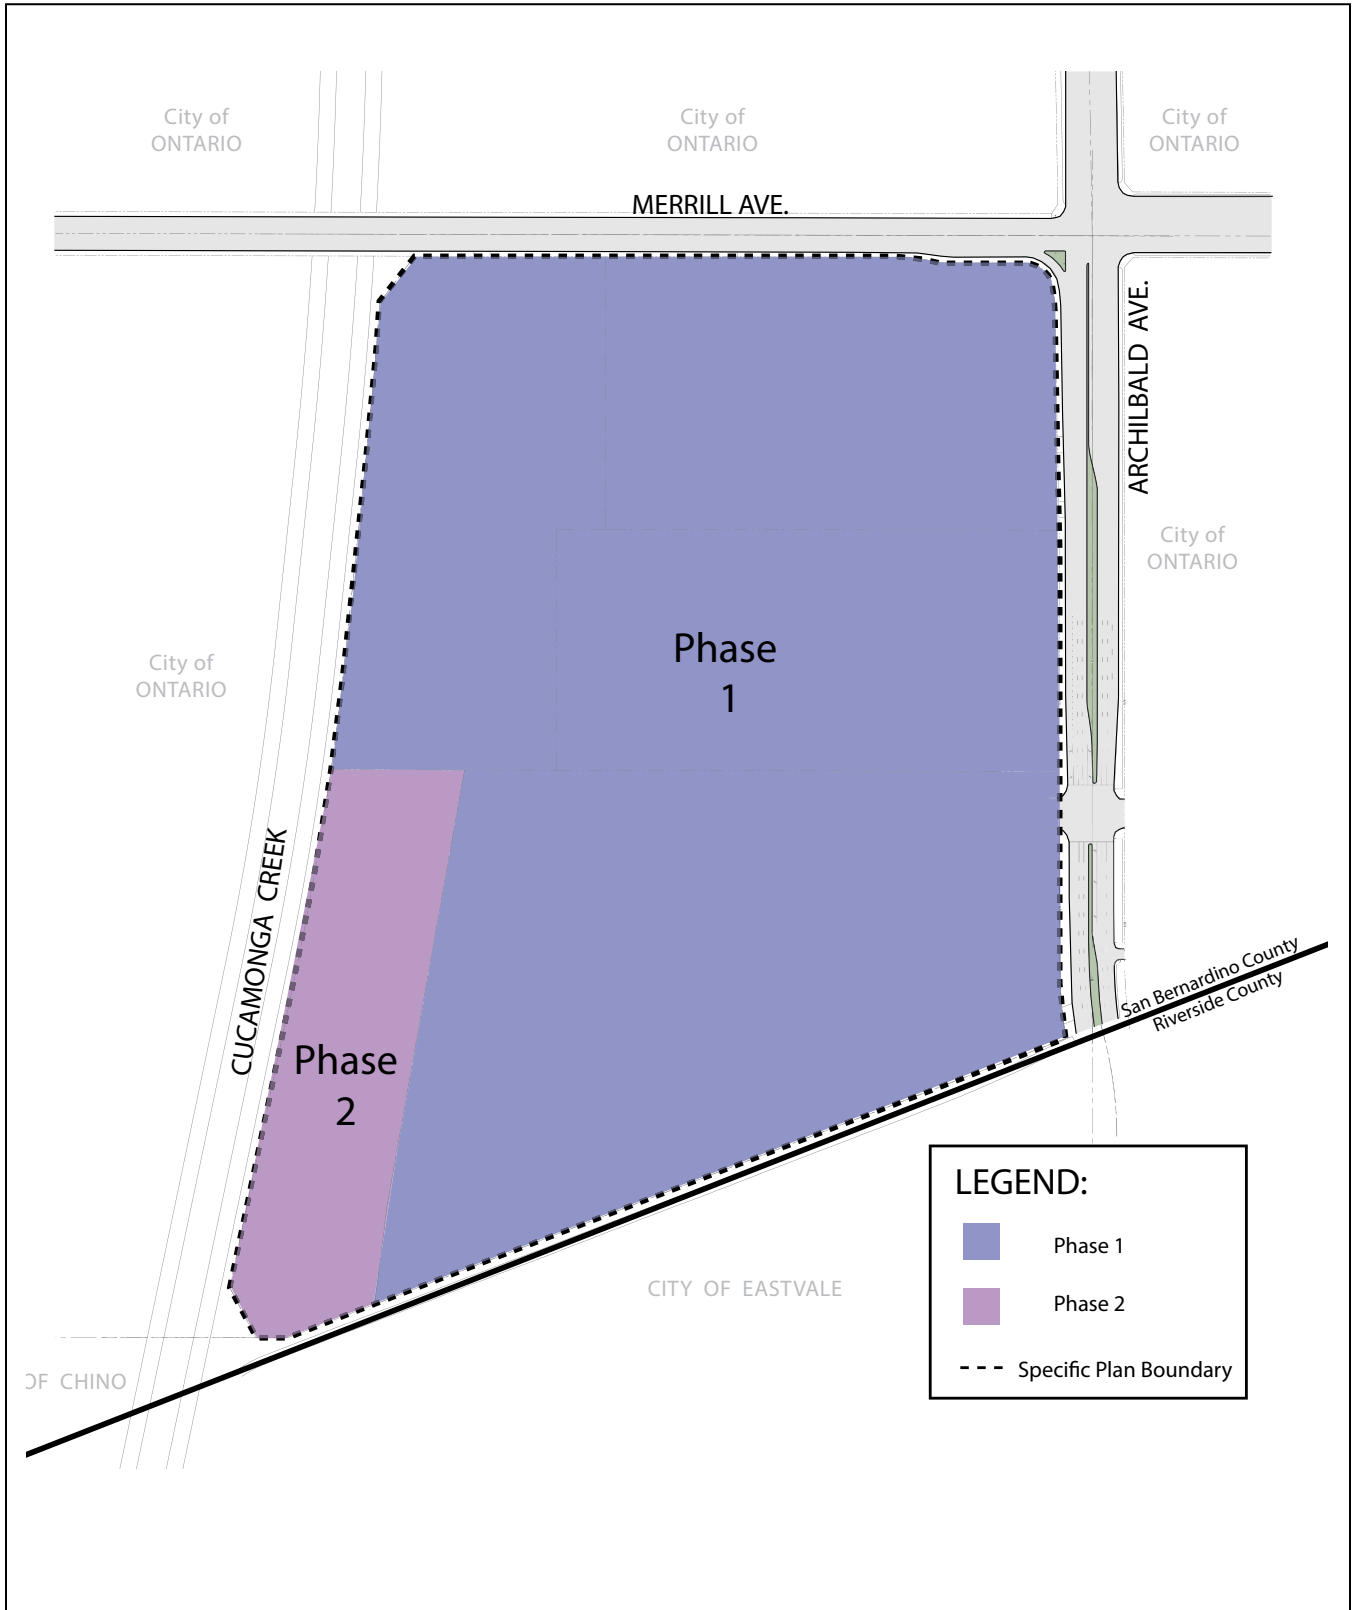 City of
ONTARIO
City of
ONTARIO
City of
ONTARIO
MERRILL AVE.
ARCHILBALD AVE.
City of
ONTARIO
Phase
1
City of
ONTARIO
CUCAMONGA CREEK
San Bernardino County
Riverside County
Phase
2
LEGEND:
Phase 1
Phase 2
Specific Plan Boundary
CITY OF EASTVALE
OF CHINO